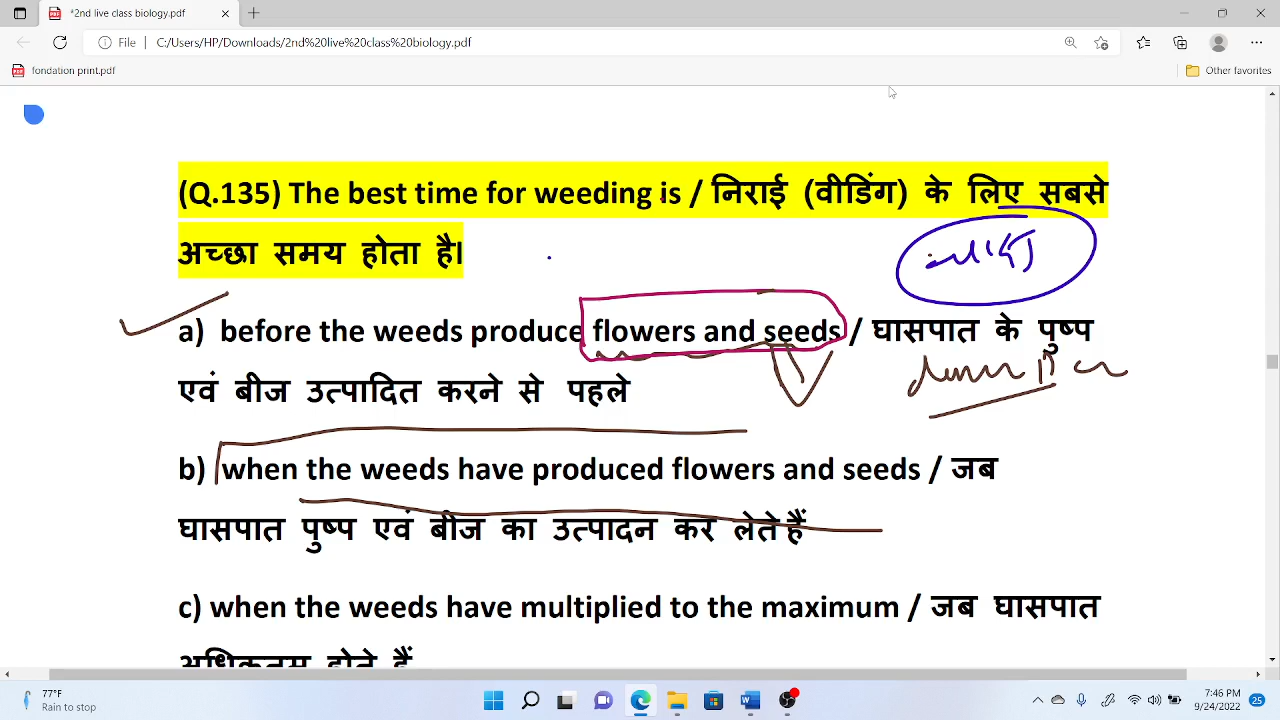 *2nd live class biology.pdf
File C:/Users/HP/Downloads/2nd%20live%20class%20biology.pdf
fondation print.pdf
Other favorites
(Q.135) The best time for weeding is / निराई (वीडिंग) के लिए सबसे
अच्छा समय होता है।
a) before the weeds produce flowers and seeds / घासपात के पुष्प
एवं बीज उत्पादित करने से पहले
b) when the weeds have produced flowers and seeds / जब
घासपात पुष्प एवं बीज का उत्पादन कर लेते हैं
c) when the weeds have multiplied to the maximum / जब घासपात
अधिकतम होते हैं
77°F
Rain to stop
7:46 PM
9/24/2022
25